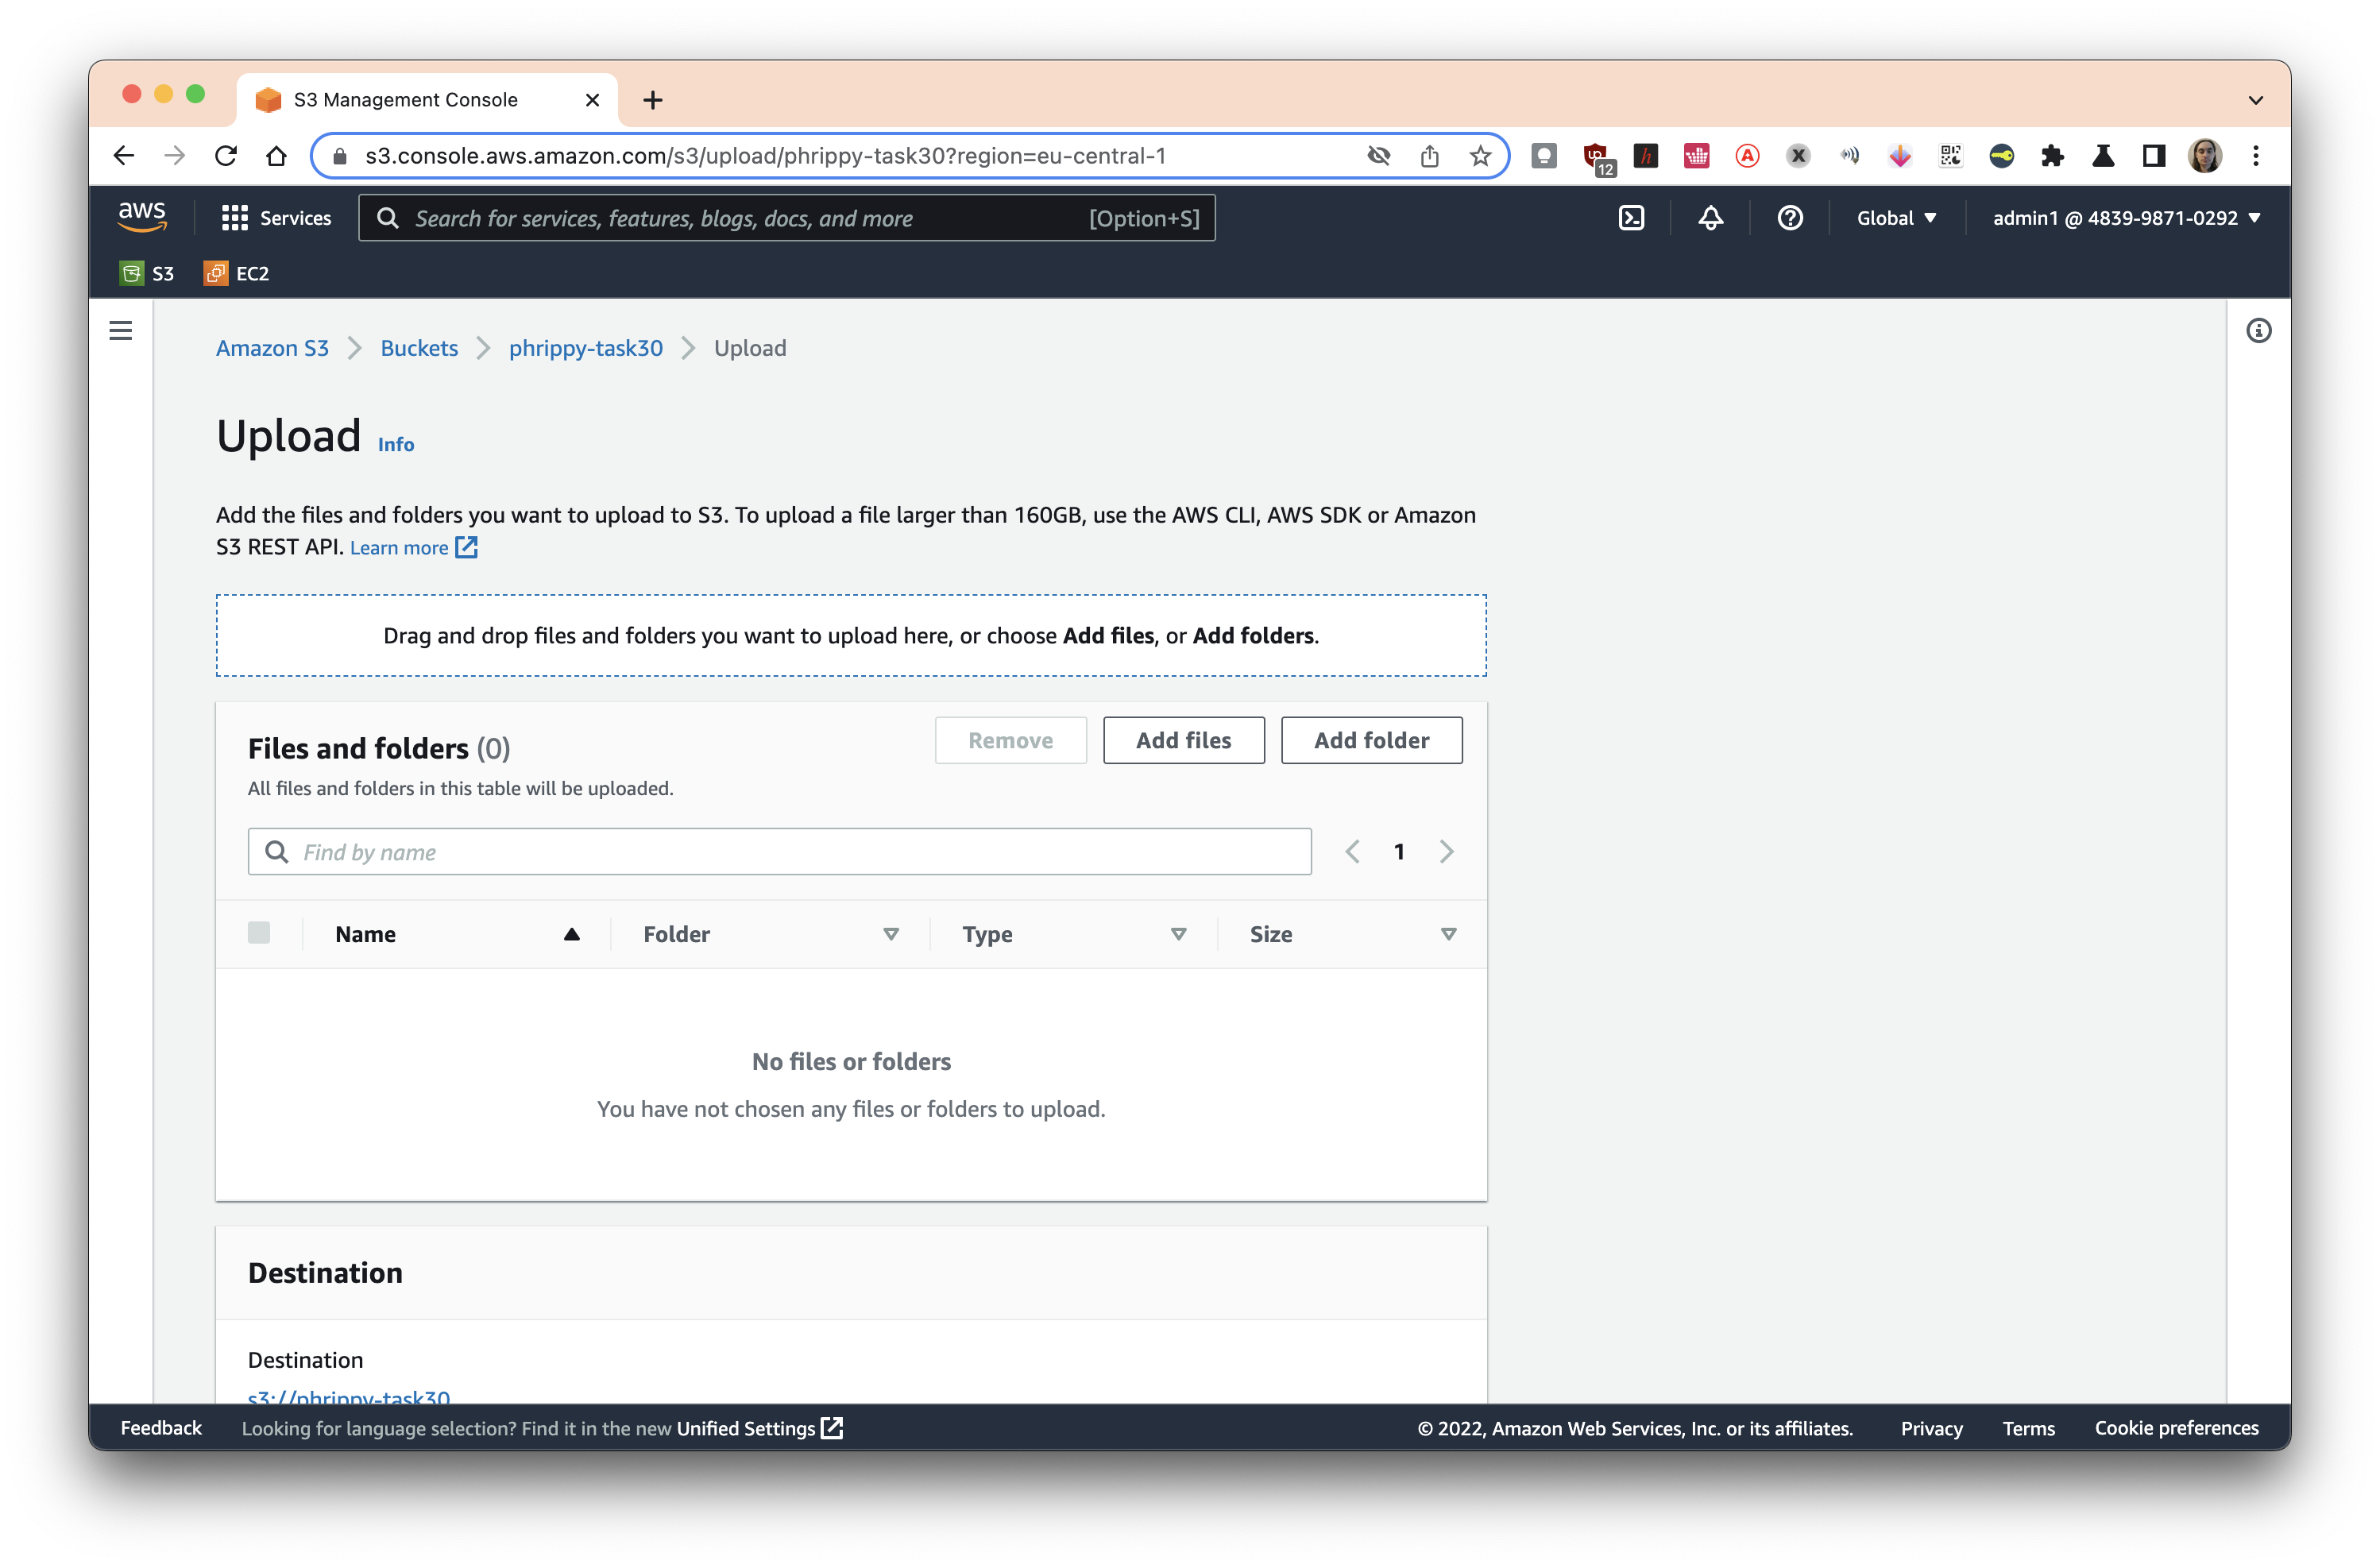 S3 Management Console
s3.console.aws.amazon.com/s3/upload/phrippy-task30?region=eu-central-1
12
aws
Services
Search for services, features, blogs, docs, and more
[Option+S]
Global
admin1 @ 4839-9871-0292
S3
EC2
Amazon S3
Buckets
phrippy-task30
Upload
Upload
Info
Add the files and folders you want to upload to S3. To upload a file larger than 160GB, use the AWS CLI, AWS SDK or Amazon
S3 REST API. Learn more
Drag and drop files and folders you want to upload here, or choose Add files, or Add folders.
Files and folders (0)
Remove
Add files
Add folder
All files and folders in this table will be uploaded.
Find by name
1
Name
Folder
Type
Size
No files or folders
You have not chosen any files or folders to upload.
Destination
Destination
s3://phrippy-task30
Feedback
Looking for language selection? Find it in the new Unified Settings
© 2022, Amazon Web Services, Inc. or its affiliates.
Privacy
Terms
Cookie preferences